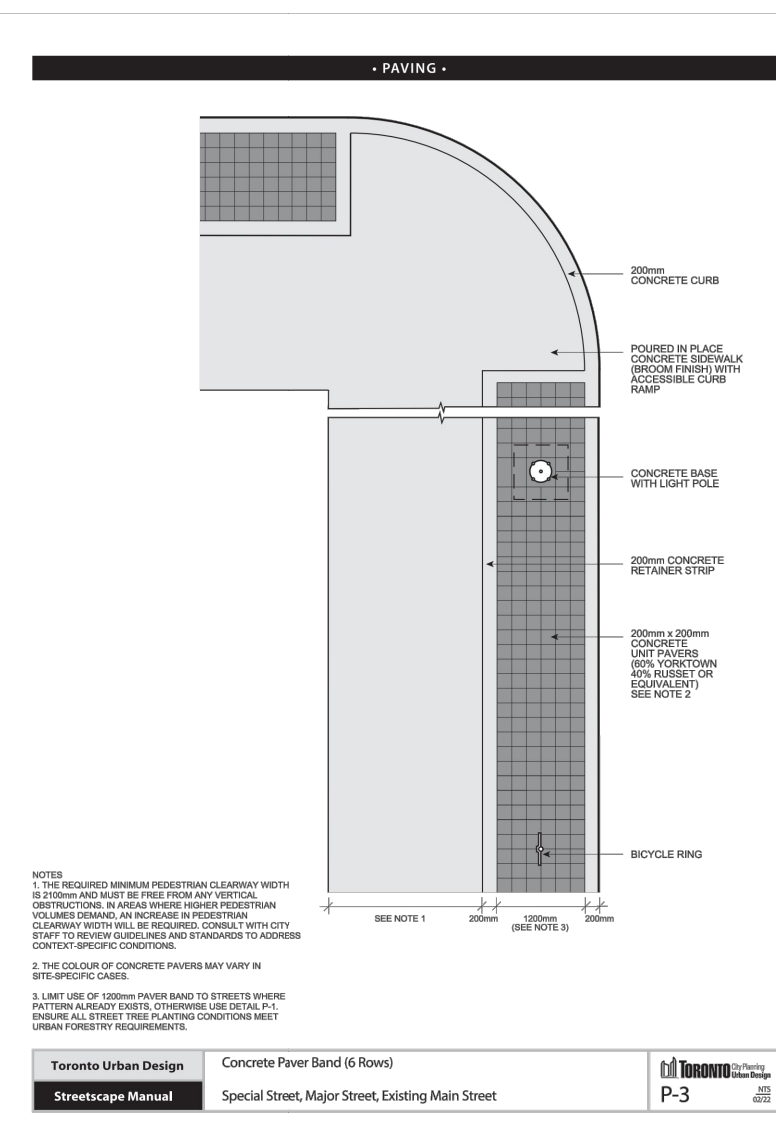 • PAVING •
200mm
CONCRETE CURB
POURED IN PLACE
CONCRETE SIDEWALK
(BROOM FINISH) WITH
ACCESSIBLE CURB
RAMP
CONCRETE BASE
WITH LIGHT POLE
200mm CONCRETE
RETAINER STRIP
200mm x 200mm
CONCRETE
UNIT PAVERS
(60% YORKTOWN
40% RUSSET OR
EQUIVALENT)
SEE NOTE 2
BICYCLE RING
SEE NOTE 1
200mm
1200mm
(SEE NOTE 3)
200mm
NOTES
1. THE REQUIRED MINIMUM PEDESTRIAN CLEARWAY WIDTH
IS 2100mm AND MUST BE FREE FROM ANY VERTICAL
OBSTRUCTIONS. IN AREAS WHERE HIGHER PEDESTRIAN
VOLUMES DEMAND, AN INCREASE IN PEDESTRIAN
CLEARWAY WIDTH WILL BE REQUIRED. CONSULT WITH CITY
STAFF TO REVIEW GUIDELINES AND STANDARDS TO ADDRESS
CONTEXT-SPECIFIC CONDITIONS.
2. THE COLOUR OF CONCRETE PAVERS MAY VARY IN
SITE-SPECIFIC CASES.
3. LIMIT USE OF 1200mm PAVER BAND TO STREETS WHERE
PATTERN ALREADY EXISTS, OTHERWISE USE DETAIL P-1.
ENSURE ALL STREET TREE PLANTING CONDITIONS MEET
URBAN FORESTRY REQUIREMENTS.
Toronto Urban Design
Streetscape Manual
Concrete Paver Band (6 Rows)
Special Street, Major Street, Existing Main Street
TORONTO City Planning
Urban Design
P-3
NTS
02/22